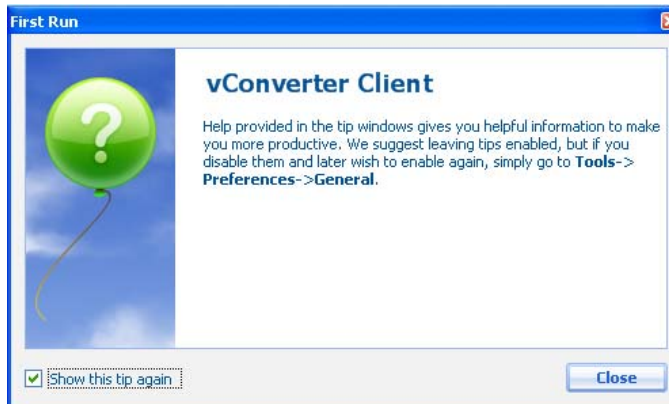 First Run
?
vConverter Client
Help provided in the tip windows gives you helpful information to make
you more productive. We suggest leaving tips enabled, but if you
disable them and later wish to enable again, simply go to Tools->
Preferences->General.
Show this tip again
Close